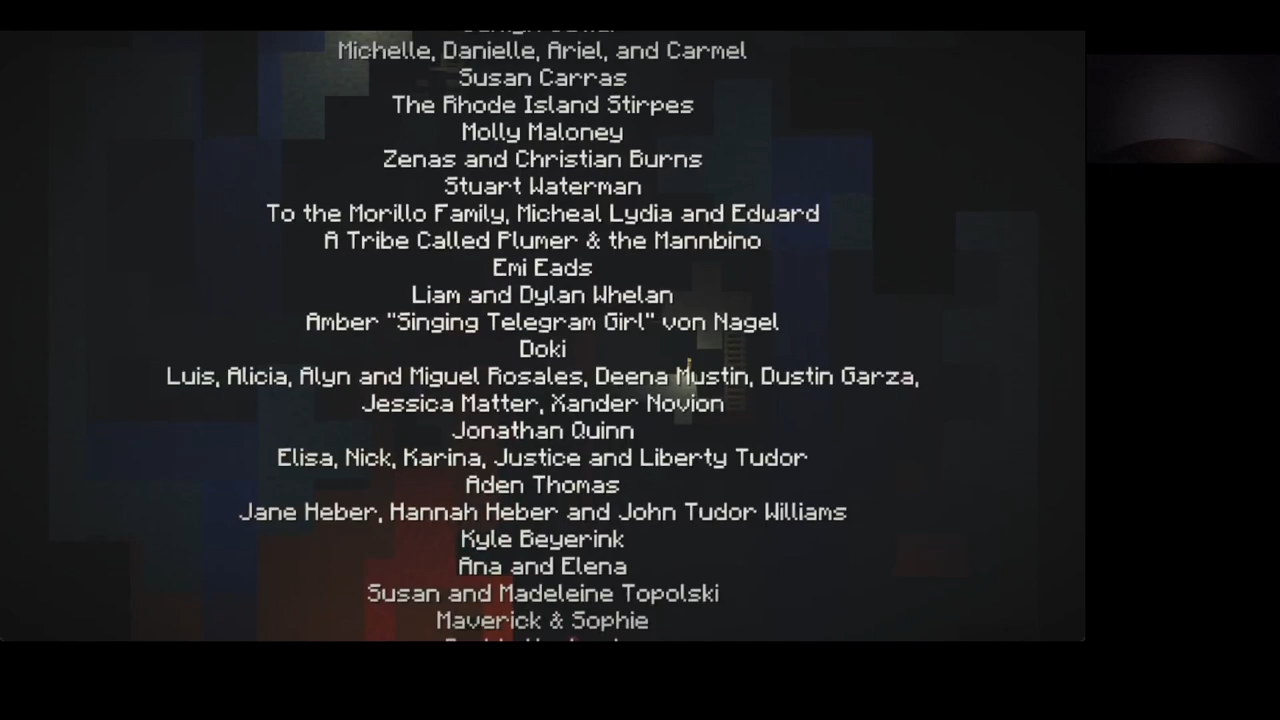 Michelle, Danielle, Ariel, and Carmel
Susan Carras
The Rhode Island Stirpes
Molly Maloney
Zenas and Christian Burns
Stuart Waterman
To the Morillo Family, Micheal Lydia and Edward
A Tribe Called Plumer & the Mannbino
Emi Eads
Liam and Dylan Whelan
Amber "Singing Telegram Girl" von Nagel
Doki
Luis, Alicia, Alyn and Miguel Rosales, Deena Mustin, Dustin Garza,
Jessica Matter, Xander Novion
Jonathan Quinn
Elisa, Nick, Karina, Justice and Liberty Tudor
Aden Thomas
Jane Heber, Hannah Heber and John Tudor Williams
Kyle Beyerink
Ana and Elena
Susan and Madeleine Topolski
Maverick & Sophie